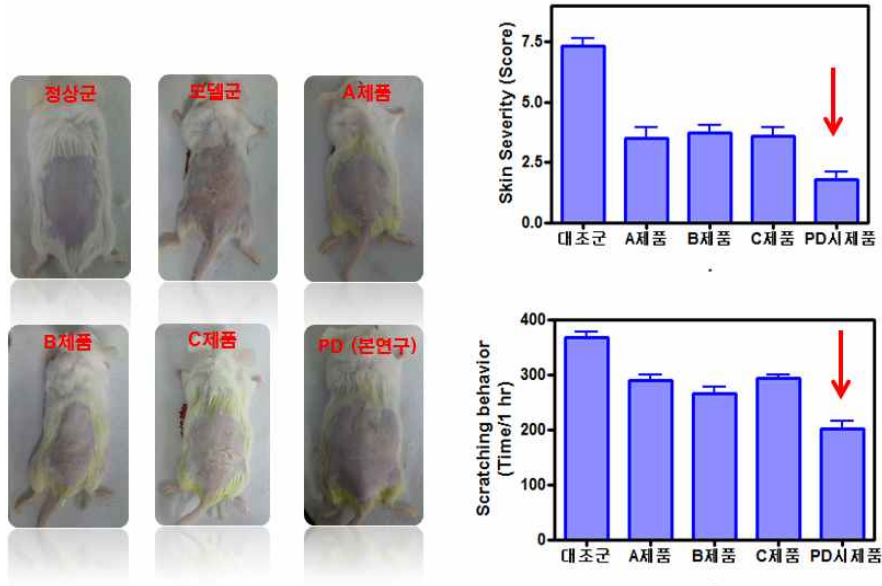 정상군
모델군
A제품
B제품
C제품
PD (본연구)
Skin Severity (Score)
7.5
5.0
2.5
0.0
대조군
A제품
B제품
C제품
PD시제품
Scratching behavior
(Time/1 hr)
400
300
200
100
0
대조군
A제품
B제품
C제품
PD시제품